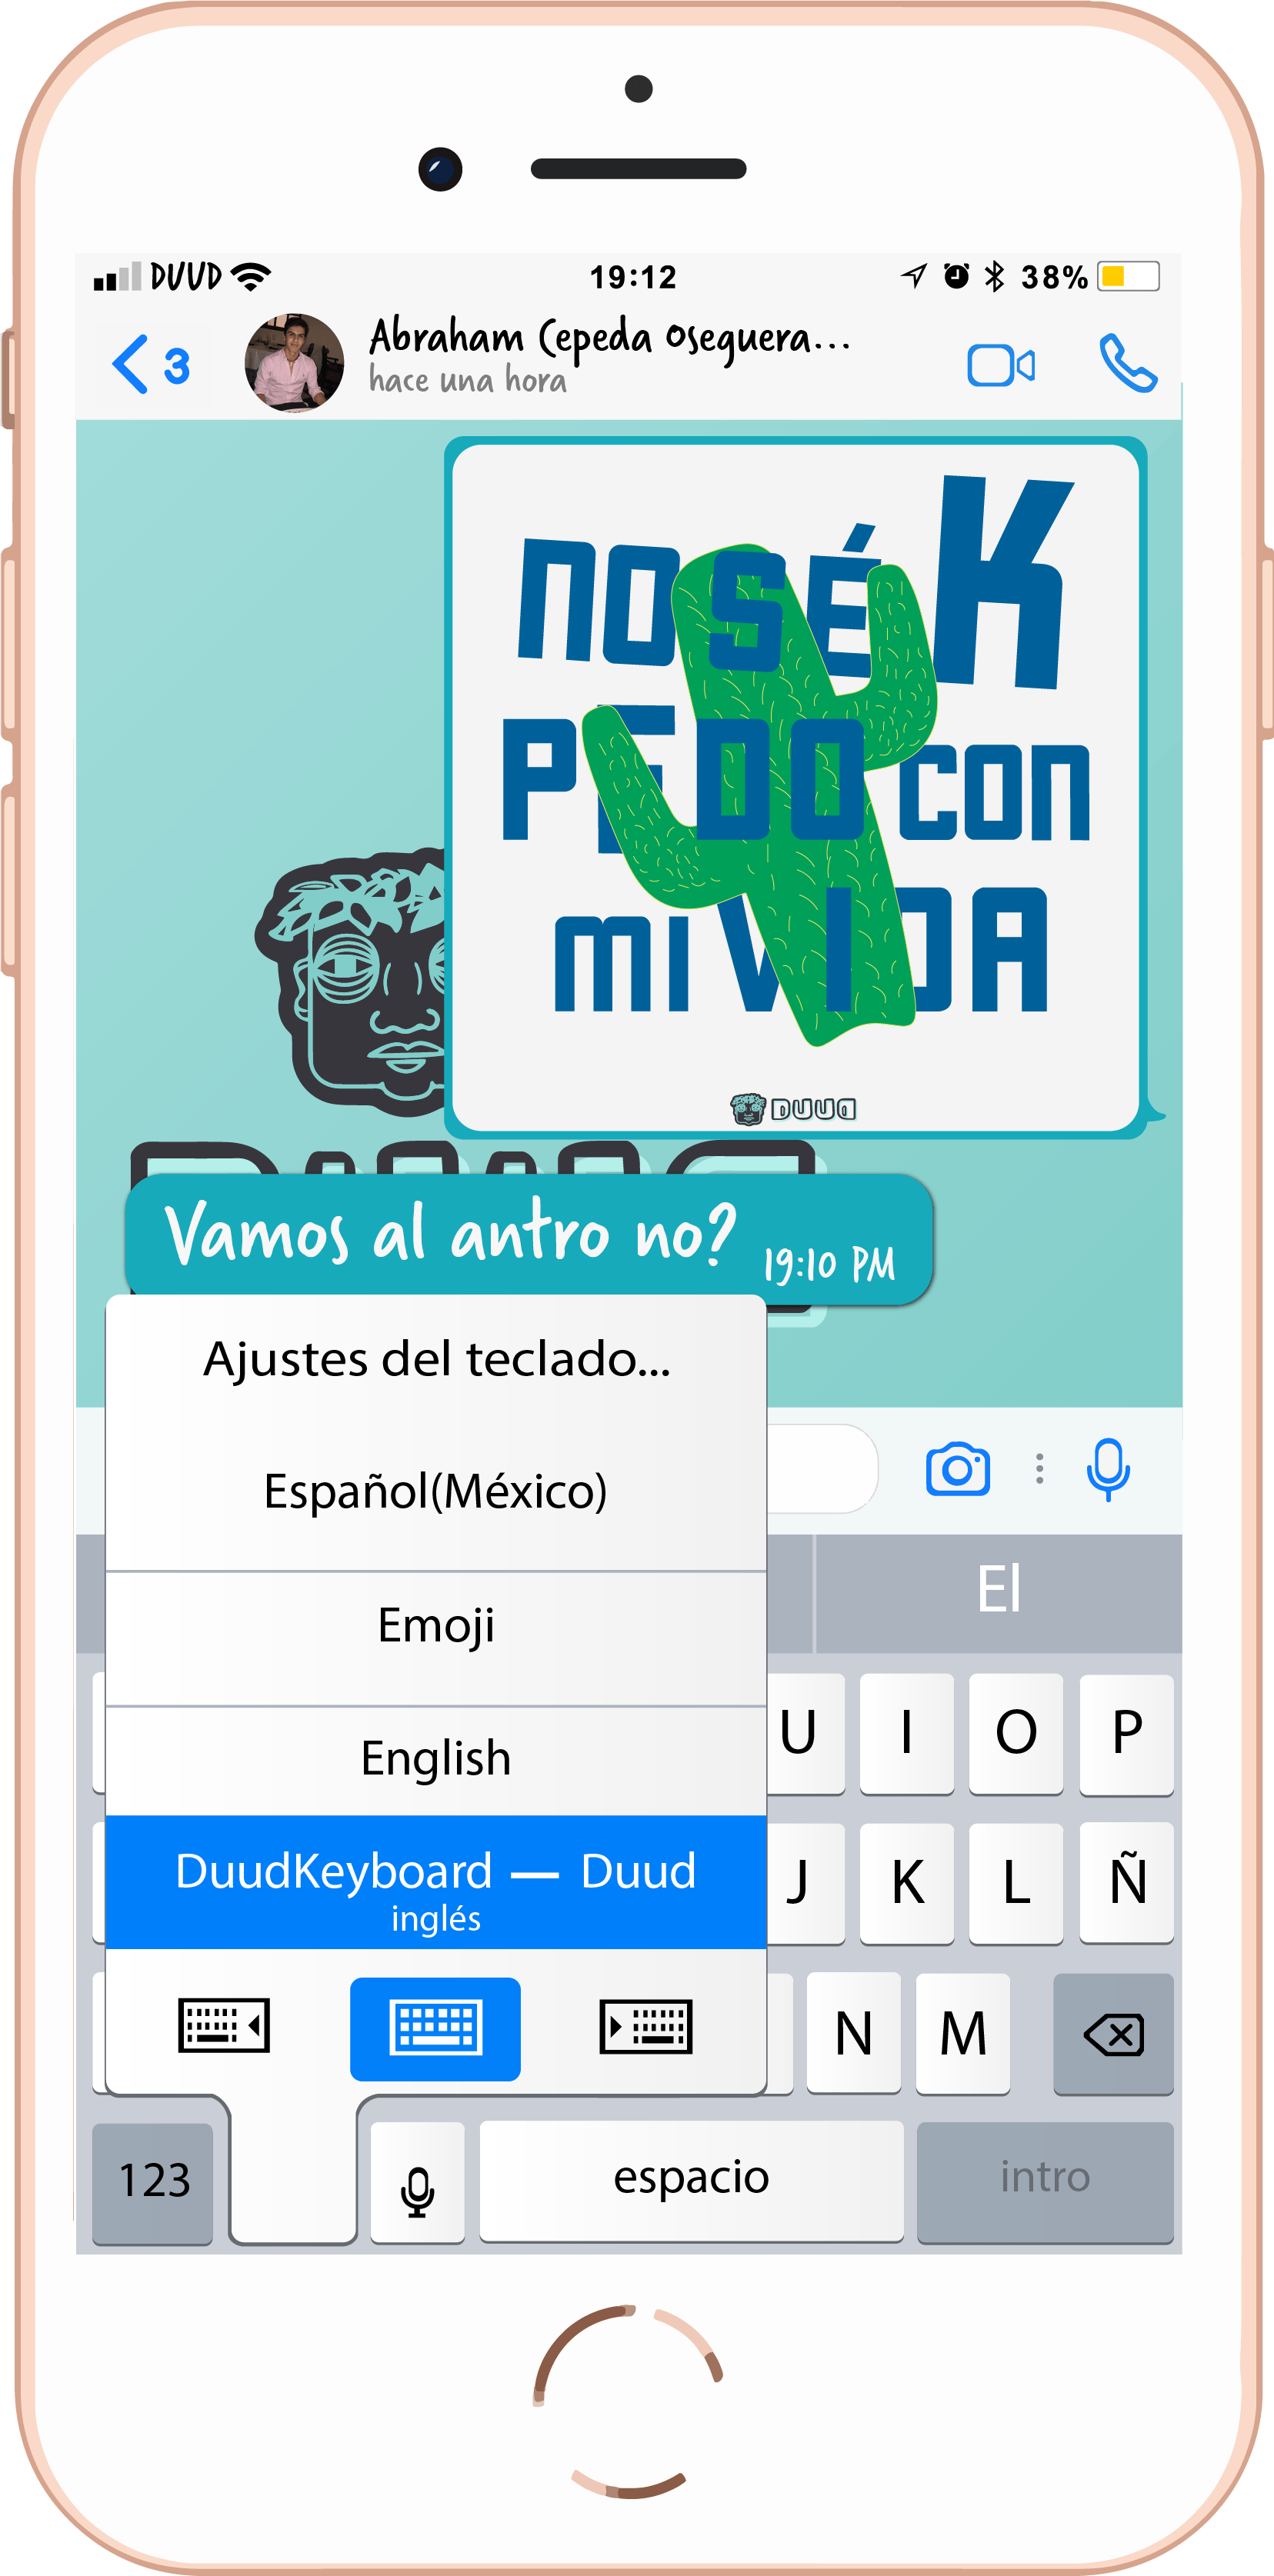 DUUD 19:12 38%
3 Abraham Cepeda Oseguera...
hace una hora
NO SÉ K
PEDO CON
MI VIDA
DUUD
Vamos al antro no? 19:10 PM
Ajustes del teclado...
Español(México)
Emoji
English
DuudKeyboard — Duud
inglés
El
U I O P
J K L Ñ
N M
123 espacio intro